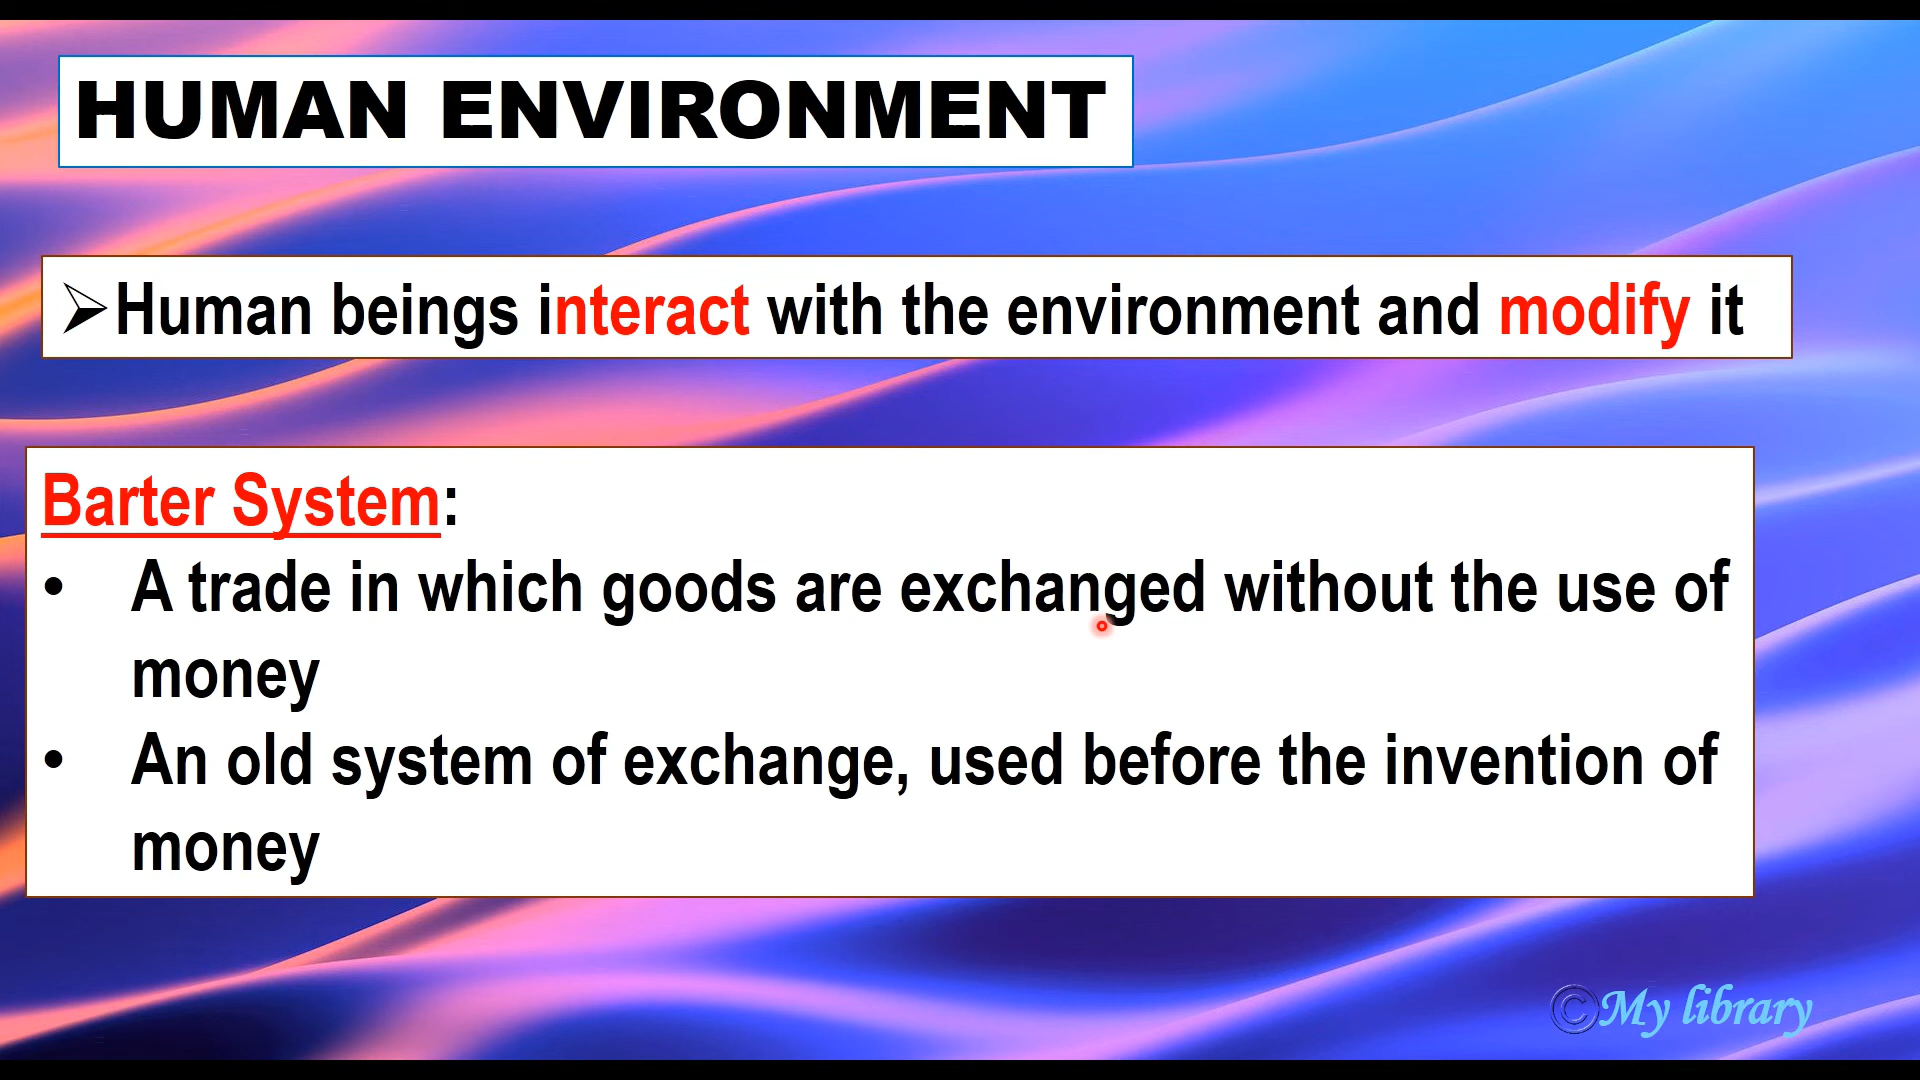 HUMAN ENVIRONMENT
➢Human beings interact with the environment and modify it
Barter System:
• A trade in which goods are exchanged without the use of
money
• An old system of exchange, used before the invention of
money
©My library